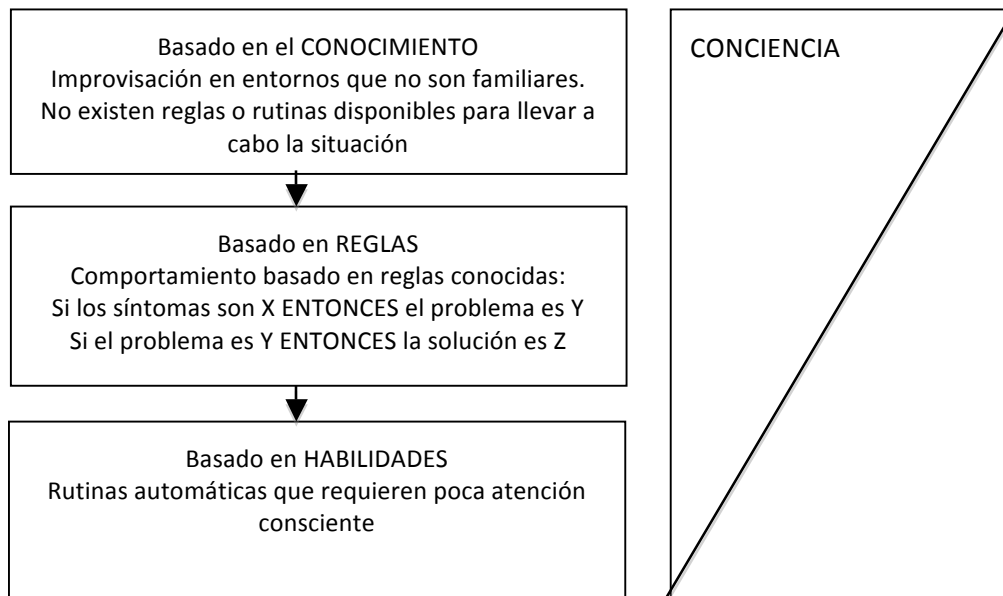 Basado en el CONOCIMIENTO
Improvisación en entornos que no son familiares.
No existen reglas o rutinas disponibles para llevar a
cabo la situación
Basado en REGLAS
Comportamiento basado en reglas conocidas:
Si los síntomas son X ENTONCES el problema es Y
Si el problema es Y ENTONCES la solución es Z
Basado en HABILIDADES
Rutinas automáticas que requieren poca atención
consciente
CONCIENCIA